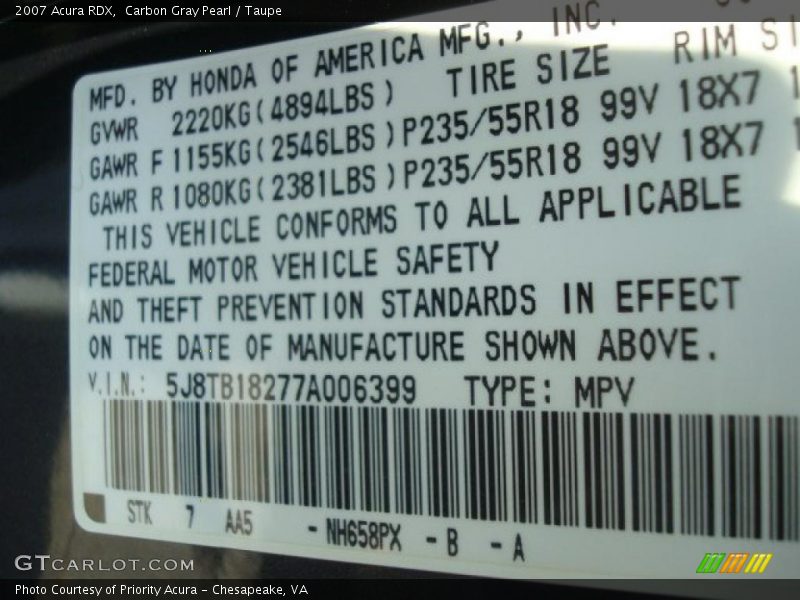 2007 Acura RDX,  Carbon Gray Pearl / Taupe
MFD. BY HONDA OF AMERICA MFG., INC.
GVWR 2220KG(4894LBS) TIRE SIZE RIM SI
GAWR F 1155KG(2546LBS)P235/55R18 99V 18X7
GAWR R 1080KG(2381LBS)P235/55R18 99V 18X7
THIS VEHICLE CONFORMS TO ALL APPLICABLE
FEDERAL MOTOR VEHICLE SAFETY
AND THEFT PREVENTION STANDARDS IN EFFECT
ON THE DATE OF MANUFACTURE SHOWN ABOVE.
V.I.N.: 5J8TB18277A006399 TYPE: MPV
STK 7 AA5 - NH658PX - B - A
GTCARLOT.COM
Photo Courtesy of Priority Acura – Chesapeake, VA